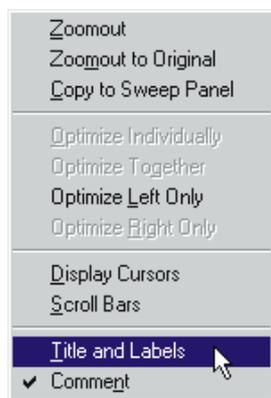 Zoomout
Zoomout to Original
Copy to Sweep Panel
Optimize Individually
Optimize Together
Optimize Left Only
Optimize Right Only
Display Cursors
Scroll Bars
Title and Labels
Comment